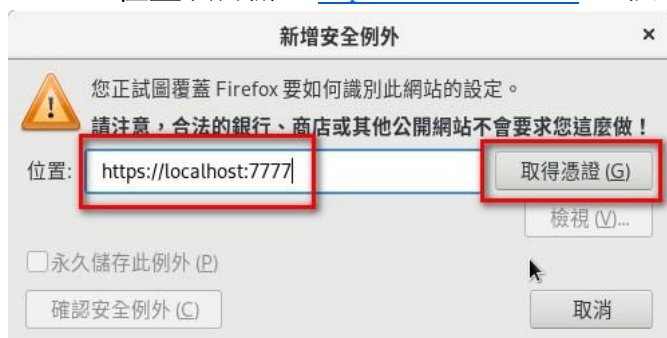 新增安全例外
您正試圖覆蓋 Firefox 要如何識別此網站的設定。
請注意,合法的銀行、商店或其他公開網站不會要求您這麼做!
位置: https://localhost:7777 取得憑證 (G)
檢視 (V)...
永久儲存此例外 (P)
確認安全例外 (C) 取消